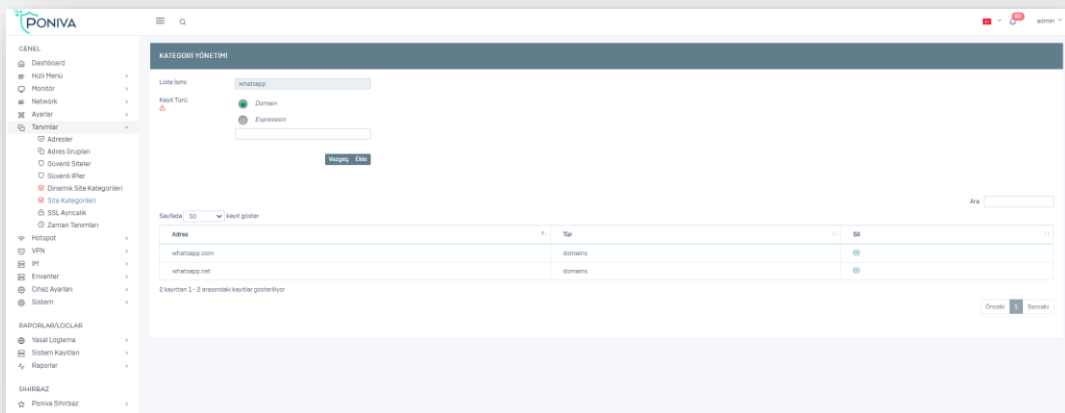 PONIVA
80
admin
GENEL
Dashboard
Hızlı Menü
Monitör
Network
Ayarlar
Tanımlar
Adresler
Adres Grupları
Güvenli Siteler
Güvenli IPler
Dinamik Site Kategorileri
Site Kategorileri
SSL Ayrıcalık
Zaman Tanımları
Hotspot
VPN
IM
Envanter
Cihaz Ayarları
Sistem
RAPORLAR/LOGLAR
Yasal Loglama
Sistem Kayıtları
Raporlar
SİHİRBAZ
Poniva Sihirbaz
KATEGORİ YÖNETİMİ
Liste İsmi: whatsapp
Kayıt Türü: Domain
Expression
Vazgeç Ekle
Ara:
Sayfada 50 kayıt göster
Adres Tür Sil
whatsapp.com domains
whatsapp.net domains
2 kayıttan 1 - 2 arasındaki kayıtlar gösteriliyor
Önceki 1 Sonraki